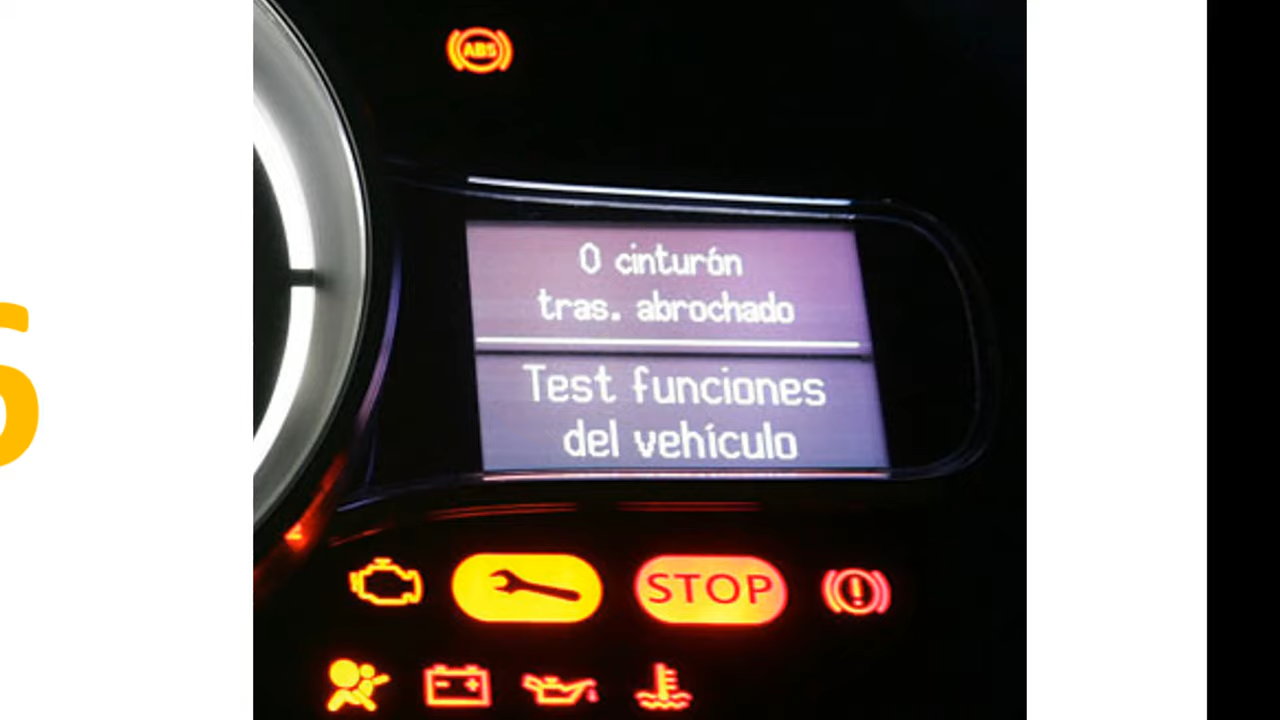 ABS
0 cinturón
tras. abrochado
Test funciones
del vehículo
STOP